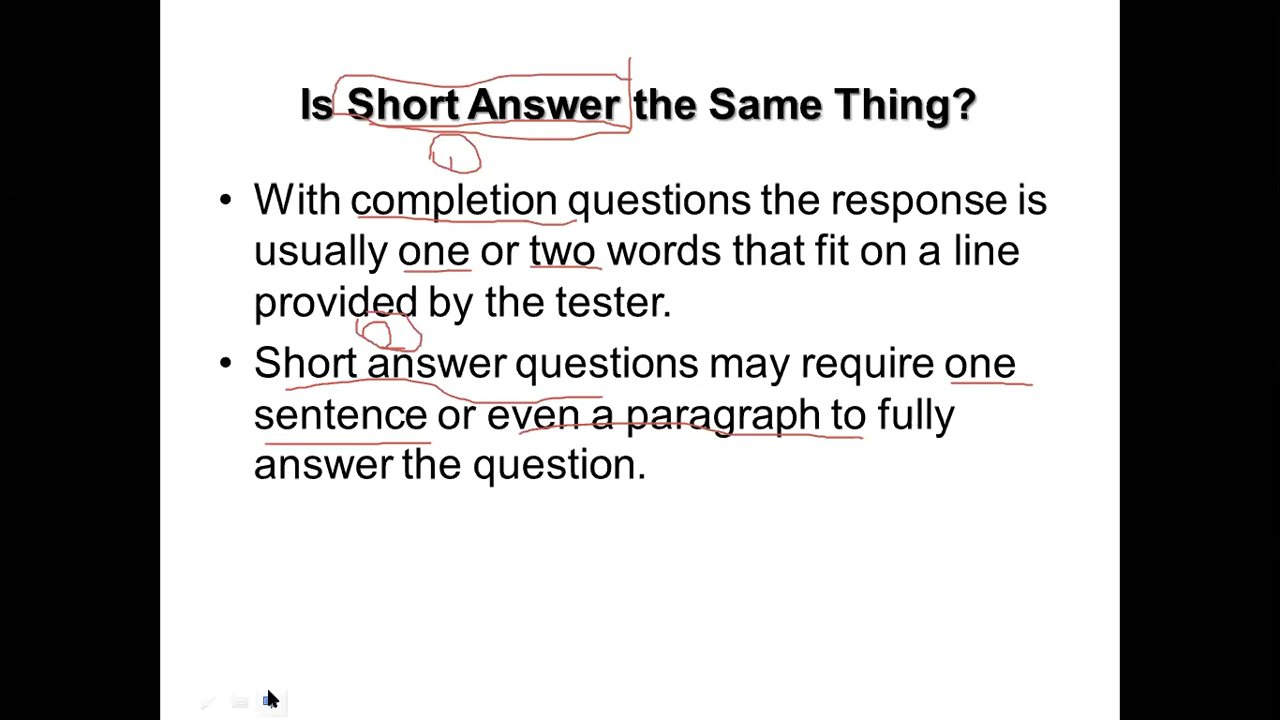 Is Short Answer the Same Thing?
• With completion questions the response is
usually one or two words that fit on a line
provided by the tester.
• Short answer questions may require one
sentence or even a paragraph to fully
answer the question.